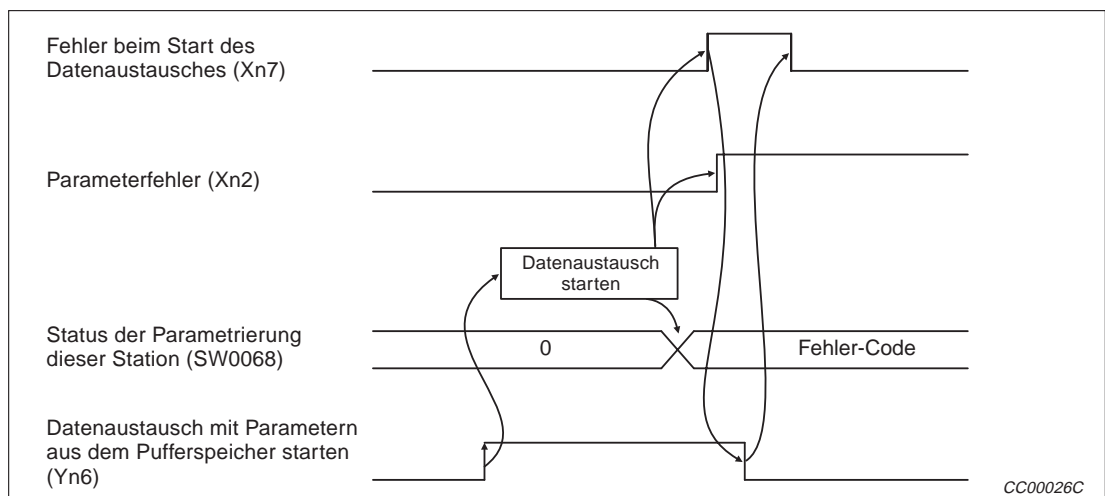 Fehler beim Start des
Datenaustausches (Xn7)
Parameterfehler (Xn2)
Datenaustausch
starten
Status der Parametrierung
dieser Station (SW0068)
0
Fehler-Code
Datenaustausch mit Parametern
aus dem Pufferspeicher starten
(Yn6)
CC00026C